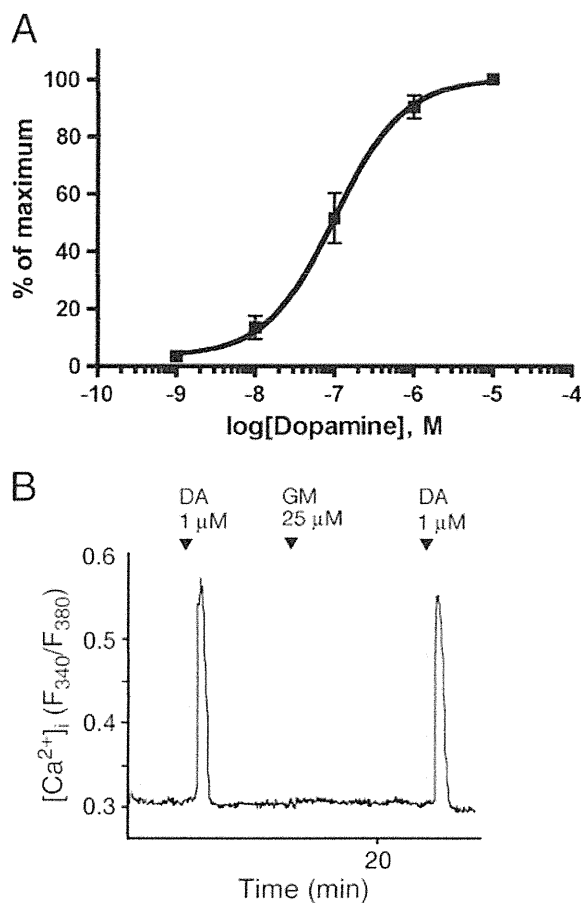 A
100
80
60
40
20
0
% of maximum
-10 -9 -8 -7 -6 -5 -4
log[Dopamine], M
B
DA GM DA
1 μM 25 μM 1 μM
0.6
0.5
0.4
0.3
[Ca²⁺]ᵢ (F₃₄₀/F₃₈₀)
20
Time (min)